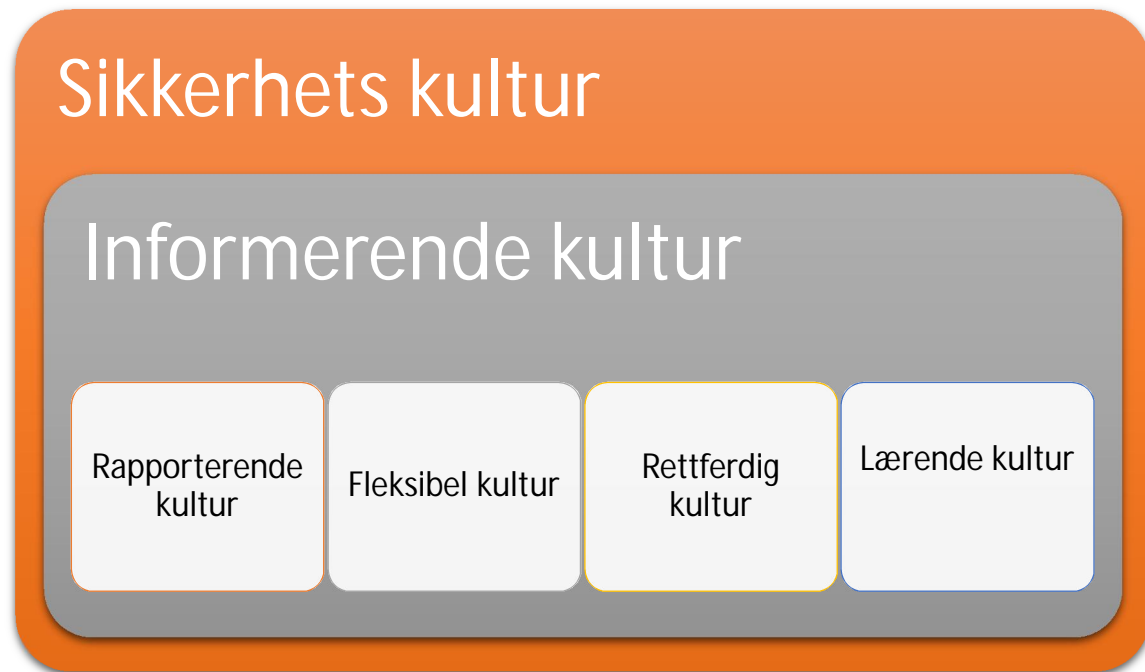 Sikkerhets kultur
Informerende kultur
Rapporterende
kultur
Fleksibel kultur
Rettferdig
kultur
Lærende kultur